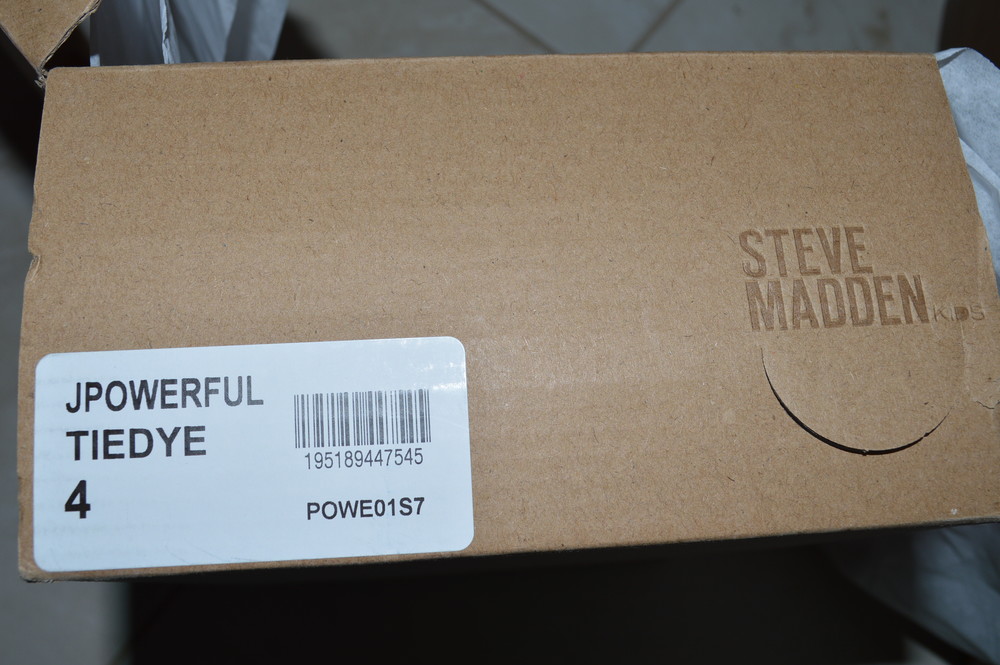 STEVE
MADDEN KIDS
JPOWERFUL
TIEDYE
4
195189447545
POWE01S7